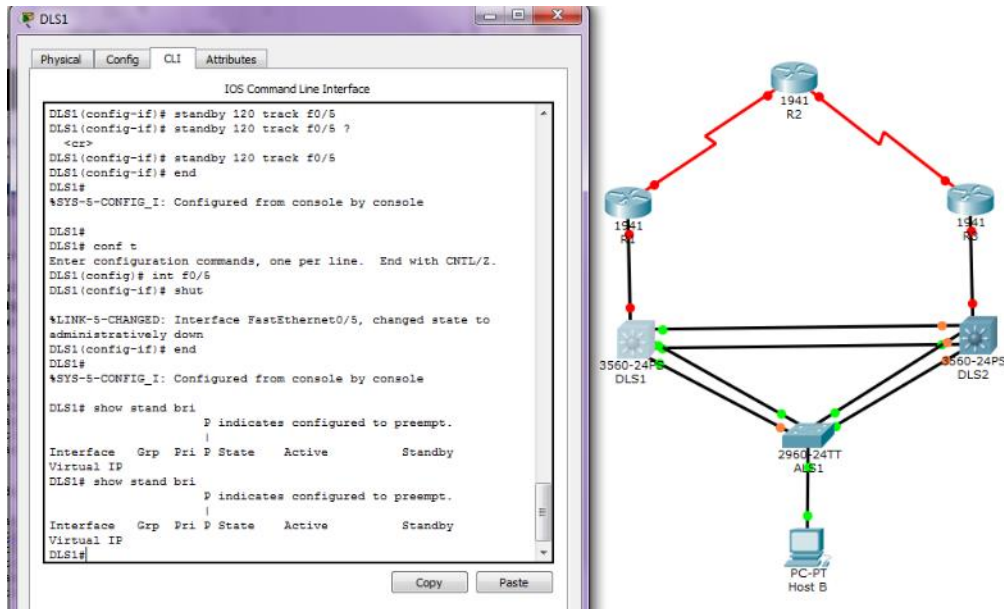 DLS1
Physical Config CLI Attributes
IOS Command Line Interface
DLS1(config-if)# standby 120 track f0/5
DLS1(config-if)# standby 120 track f0/5 ?
<cr>
DLS1(config-if)# standby 120 track f0/5
DLS1(config-if)# end
DLS1#
%SYS-5-CONFIG_I: Configured from console by console
DLS1#
DLS1# conf t
Enter configuration commands, one per line. End with CNTL/Z.
DLS1(config)# int f0/5
DLS1(config-if)# shut
%LINK-5-CHANGED: Interface FastEthernet0/5, changed state to
administratively down
DLS1(config-if)# end
DLS1#
%SYS-5-CONFIG_I: Configured from console by console
DLS1# show stand bri
P indicates configured to preempt.
|
Interface Grp Pri P State Active Standby
Virtual IP
DLS1# show stand bri
P indicates configured to preempt.
|
Interface Grp Pri P State Active Standby
Virtual IP
DLS1#
Copy Paste
1941
R2
1941
R1
1941
R3
3560-24PS
DLS1
3560-24PS
DLS2
2960-24TT
ALS1
PC-PT
Host B